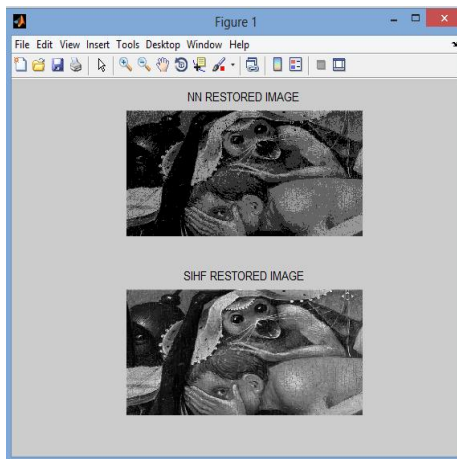 Figure 1
File Edit View Insert Tools Desktop Window Help
NN RESTORED IMAGE
SIHF RESTORED IMAGE